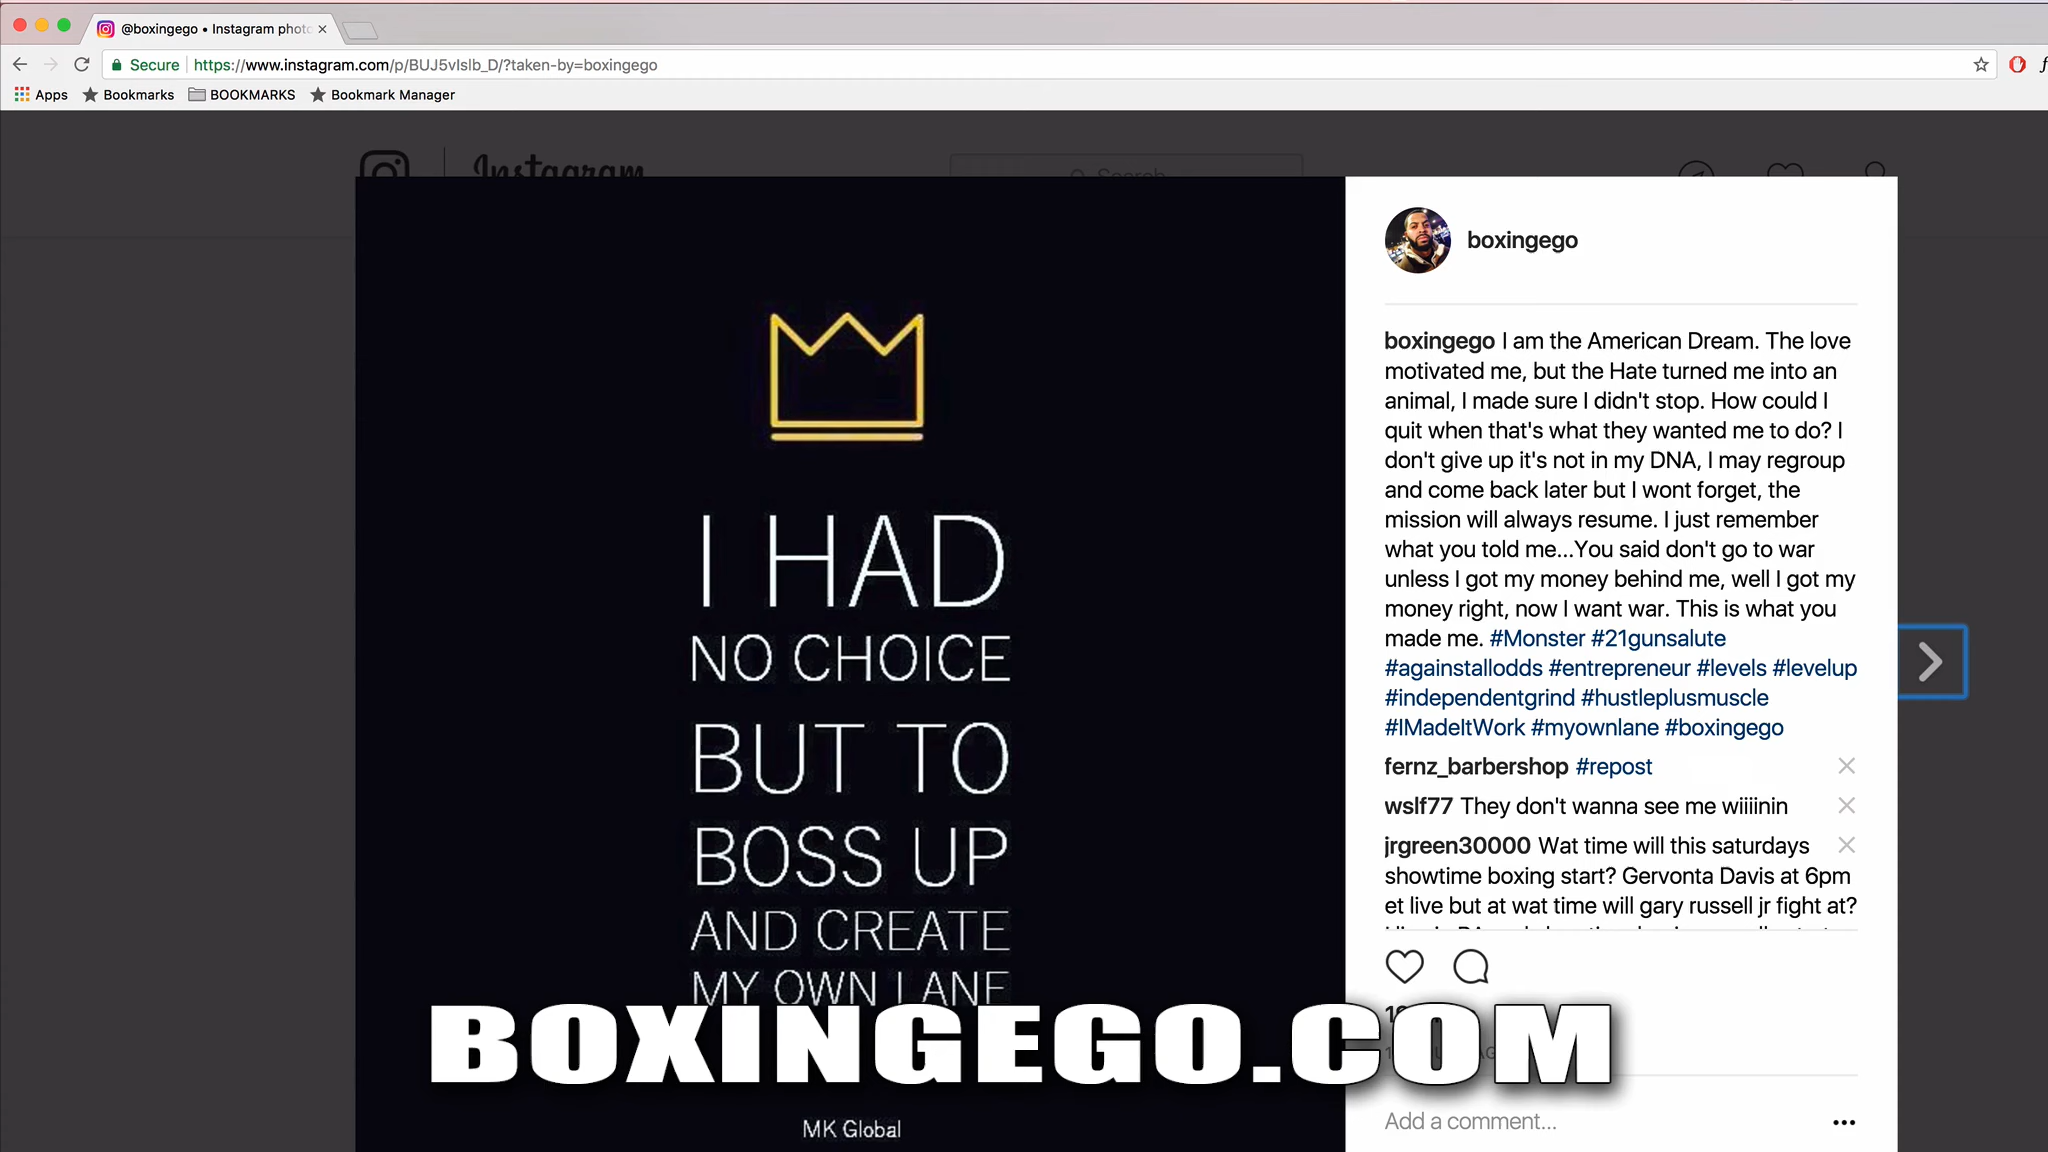 @boxingego • Instagram photo
Secure
https://www.instagram.com/p/BUJ5vlslb_D/?taken-by=boxingego
Apps
Bookmarks
BOOKMARKS
Bookmark Manager
Instagram
Search
I HAD
NO CHOICE
BUT TO
BOSS UP
AND CREATE
MY OWN LANE
MK Global
boxingego
boxingego I am the American Dream. The love
motivated me, but the Hate turned me into an
animal, I made sure I didn't stop. How could I
quit when that's what they wanted me to do? I
don't give up it's not in my DNA, I may regroup
and come back later but I wont forget, the
mission will always resume. I just remember
what you told me...You said don't go to war
unless I got my money behind me, well I got my
money right, now I want war. This is what you
made me. #Monster #21gunsalute
#againstallodds #entrepreneur #levels #levelup
#independentgrind #hustleplusmuscle
#IMadeItWork #myownlane #boxingego
fernz_barbershop #repost
wslf77 They don't wanna see me wiiiinin
jrgreen30000 Wat time will this saturdays
showtime boxing start? Gervonta Davis at 6pm
et live but at wat time will gary russell jr fight at?
BOXINGEGO.COM
Add a comment...